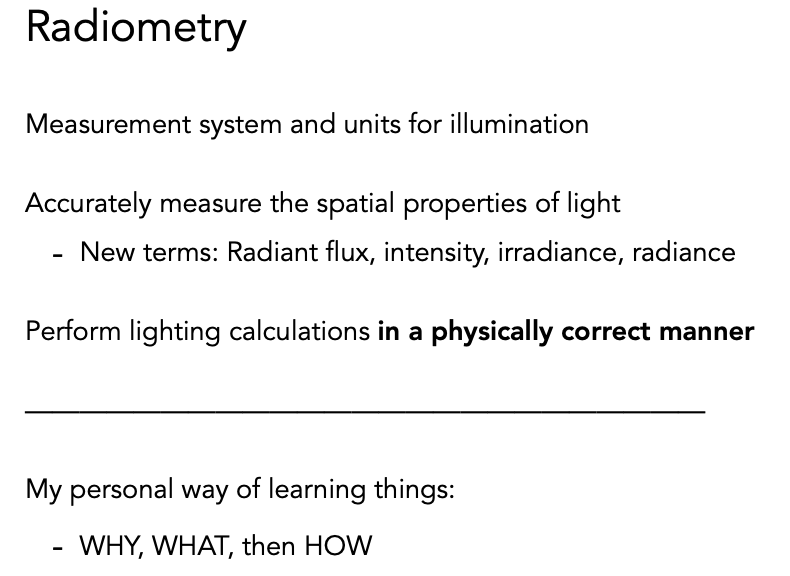 Radiometry
Measurement system and units for illumination
Accurately measure the spatial properties of light
- New terms: Radiant flux, intensity, irradiance, radiance
Perform lighting calculations in a physically correct manner
My personal way of learning things:
- WHY, WHAT, then HOW